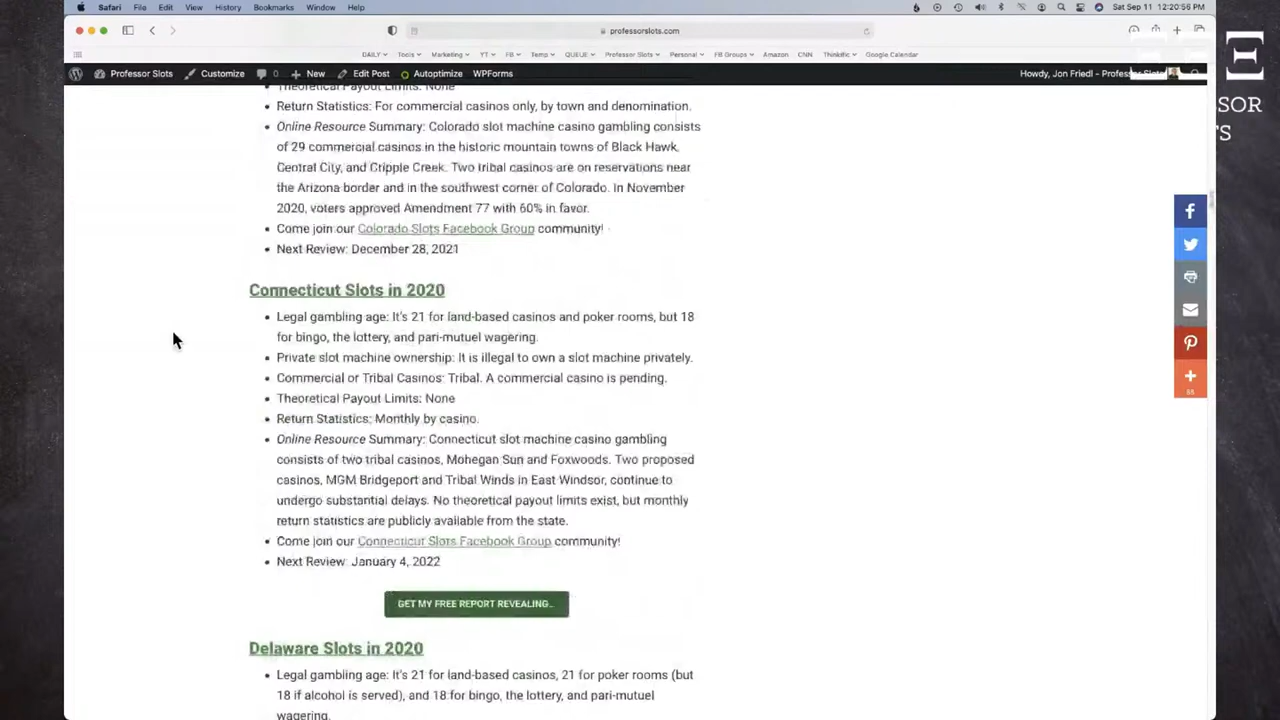 Safari File Edit View History Bookmarks Window Help Sat Sep 11 12:20:56 PM
professorslots.com
DAILY Tools Marketing YT FB Temp QUEUE Professor Slots Personal FB Groups Amazon CNN Thinkific Google Calendar
Professor Slots Customize 0 New Edit Post Autoptimize WPForms Howdy, Jon Friedl - Professor Slots
SOR
TS
Theoretical Payout Limits: None
Return Statistics: For commercial casinos only, by town and denomination.
Online Resource Summary: Colorado slot machine casino gambling consists
of 29 commercial casinos in the historic mountain towns of Black Hawk,
Central City, and Cripple Creek. Two tribal casinos are on reservations near
the Arizona border and in the southwest corner of Colorado. In November
2020, voters approved Amendment 77 with 60% in favor.
Come join our Colorado Slots Facebook Group community!
Next Review: December 28, 2021
Connecticut Slots in 2020
Legal gambling age: It's 21 for land-based casinos and poker rooms, but 18
for bingo, the lottery, and pari-mutuel wagering.
Private slot machine ownership: It is illegal to own a slot machine privately.
Commercial or Tribal Casinos: Tribal. A commercial casino is pending.
Theoretical Payout Limits: None
Return Statistics: Monthly by casino.
Online Resource Summary: Connecticut slot machine casino gambling
consists of two tribal casinos, Mohegan Sun and Foxwoods. Two proposed
casinos, MGM Bridgeport and Tribal Winds in East Windsor, continue to
undergo substantial delays. No theoretical payout limits exist, but monthly
return statistics are publicly available from the state.
Come join our Connecticut Slots Facebook Group community!
Next Review: January 4, 2022
GET MY FREE REPORT REVEALING...
Delaware Slots in 2020
Legal gambling age: It's 21 for land-based casinos, 21 for poker rooms (but
18 if alcohol is served), and 18 for bingo, the lottery, and pari-mutuel
wagering.